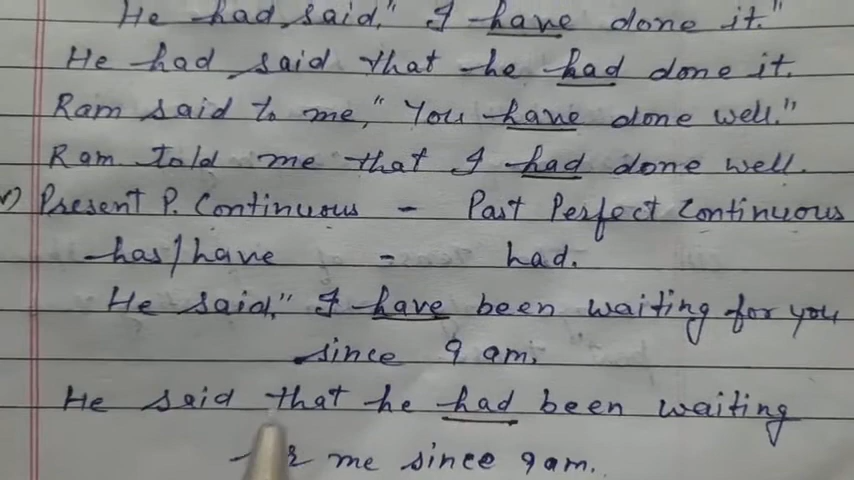 He had said," I have done it."
He had said that he had done it.
Ram said to me," You have done well."
Ram told me that I had done well.
v) Present P. Continuous - Past Perfect Continuous
has/have - had.
He said," I have been waiting for you
since 9 am.
He said that he had been waiting
me since 9am.